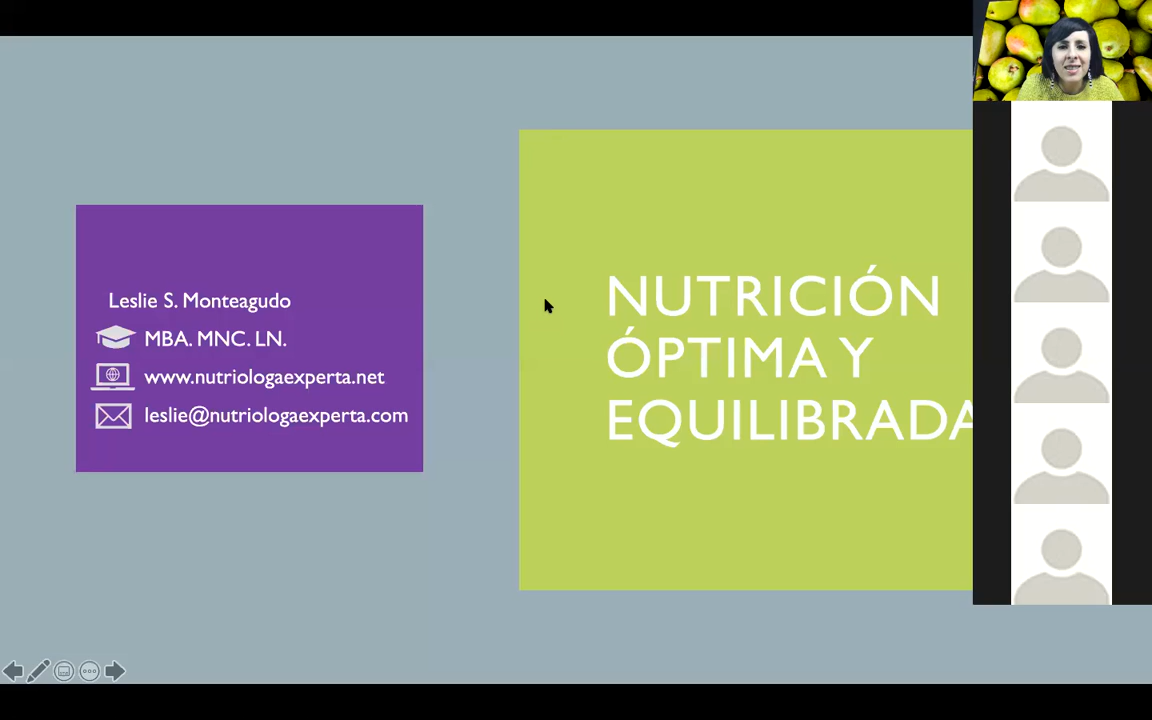 Leslie S. Monteagudo
MBA. MNC. LN.
www.nutriologaexperta.net
leslie@nutriologaexperta.com
NUTRICIÓN
ÓPTIMA Y
EQUILIBRADA